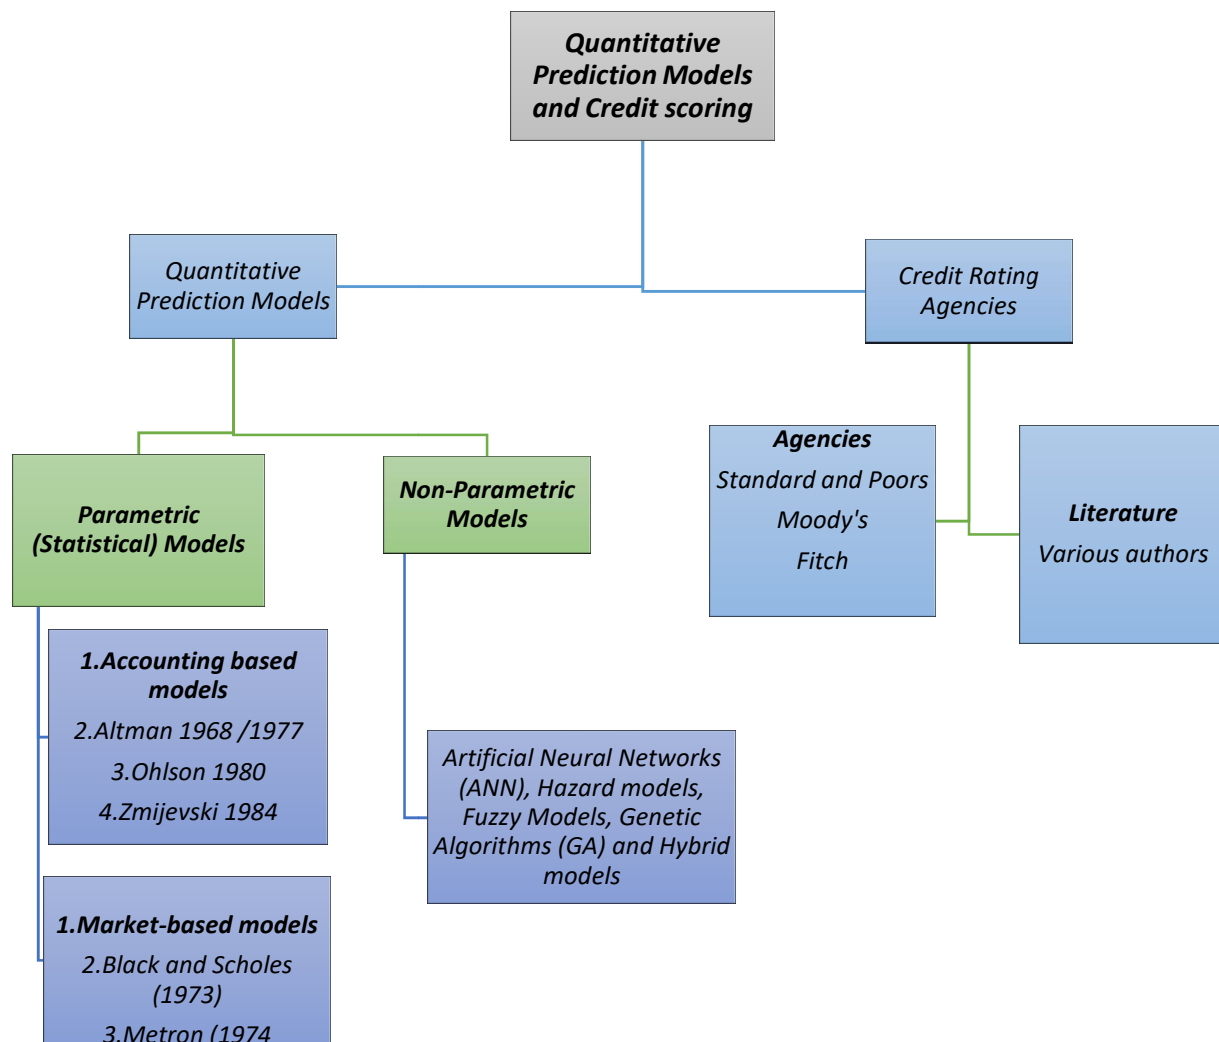 Quantitative
Prediction Models
and Credit scoring
Quantitative
Prediction Models
Credit Rating
Agencies
Parametric
(Statistical) Models
Non-Parametric
Models
Agencies
Standard and Poors
Moody's
Fitch
Literature
Various authors
1.Accounting based
models
2.Altman 1968 /1977
3.Ohlson 1980
4.Zmijevski 1984
Artificial Neural Networks
(ANN), Hazard models,
Fuzzy Models, Genetic
Algorithms (GA) and Hybrid
models
1.Market-based models
2.Black and Scholes
(1973)
3.Metron (1974